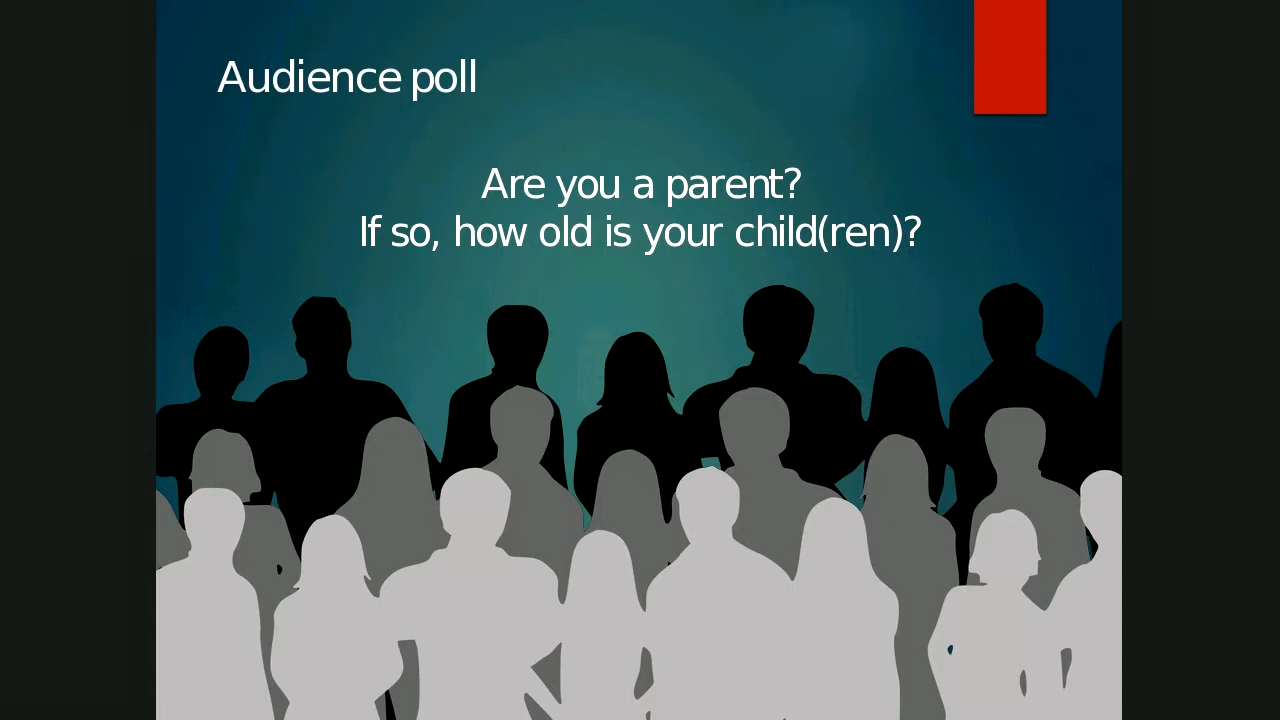 Audience poll
Are you a parent?
If so, how old is your child(ren)?